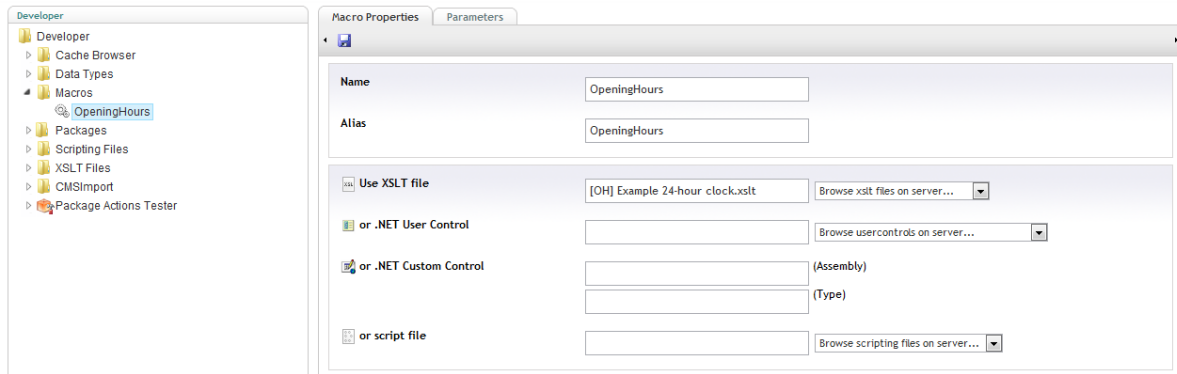 Developer
Developer
Cache Browser
Data Types
Macros
OpeningHours
Packages
Scripting Files
XSLT Files
CMSImport
Package Actions Tester
Macro Properties
Parameters
Name
OpeningHours
Alias
OpeningHours
Use XSLT file
[OH] Example 24-hour clock.xslt
Browse xslt files on server...
or .NET User Control
Browse usercontrols on server...
or .NET Custom Control
(Assembly)
(Type)
or script file
Browse scripting files on server...